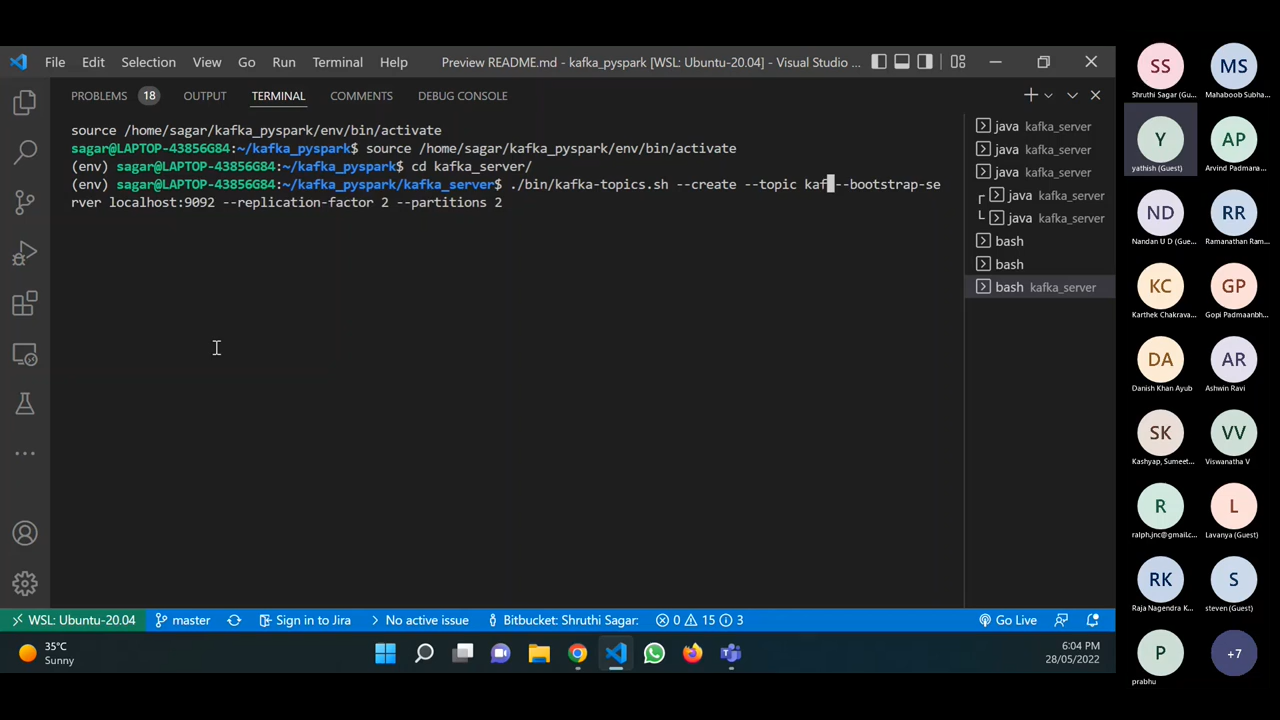 File Edit Selection View Go Run Terminal Help Preview README.md - kafka_pyspark [WSL: Ubuntu-20.04] - Visual Studio ...
PROBLEMS 18 OUTPUT TERMINAL COMMENTS DEBUG CONSOLE
source /home/sagar/kafka_pyspark/env/bin/activate
sagar@LAPTOP-43856G84:~/kafka_pyspark$ source /home/sagar/kafka_pyspark/env/bin/activate
(env) sagar@LAPTOP-43856G84:~/kafka_pyspark$ cd kafka_server/
(env) sagar@LAPTOP-43856G84:~/kafka_pyspark/kafka_server$ ./bin/kafka-topics.sh --create --topic kaf --bootstrap-se
rver localhost:9092 --replication-factor 2 --partitions 2
java kafka_server
java kafka_server
java kafka_server
java kafka_server
java kafka_server
bash
bash
bash kafka_server
WSL: Ubuntu-20.04 master Sign in to Jira No active issue Bitbucket: Shruthi Sagar: 0 15 3 Go Live
35°C
Sunny
6:04 PM
28/05/2022
SS MS
Shruthi Sagar (Gu... Mahaboob Subha...
Y AP
yathish (Guest) Arvind Padmana...
ND RR
Nandan U D (Gue... Ramanathan Ram...
KC GP
Karthek Chakrava... Gopi Padmaanbh...
DA AR
Danish Khan Ayub Ashwin Ravi
SK VV
Kashyap, Sumeet... Viswanatha V
R L
ralph.jnc@gmail.c... Lavanya (Guest)
RK S
Raja Nagendra K... steven (Guest)
P +7
prabhu